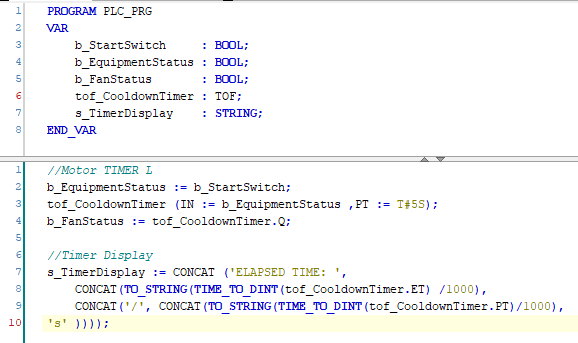 1 PROGRAM PLC_PRG
2 VAR
3 b_StartSwitch : BOOL;
4 b_EquipmentStatus : BOOL;
5 b_FanStatus : BOOL;
6 tof_CooldownTimer : TOF;
7 s_TimerDisplay : STRING;
8 END_VAR
1 //Motor TIMER L
2 b_EquipmentStatus := b_StartSwitch;
3 tof_CooldownTimer (IN := b_EquipmentStatus ,PT := T#5S);
4 b_FanStatus := tof_CooldownTimer.Q;
5
6 //Timer Display
7 s_TimerDisplay := CONCAT ('ELAPSED TIME: ',
8 CONCAT(TO_STRING(TIME_TO_DINT(tof_CooldownTimer.ET) /1000),
9 CONCAT('/', CONCAT(TO_STRING(TIME_TO_DINT(tof_CooldownTimer.PT)/1000),
10 's' ))));